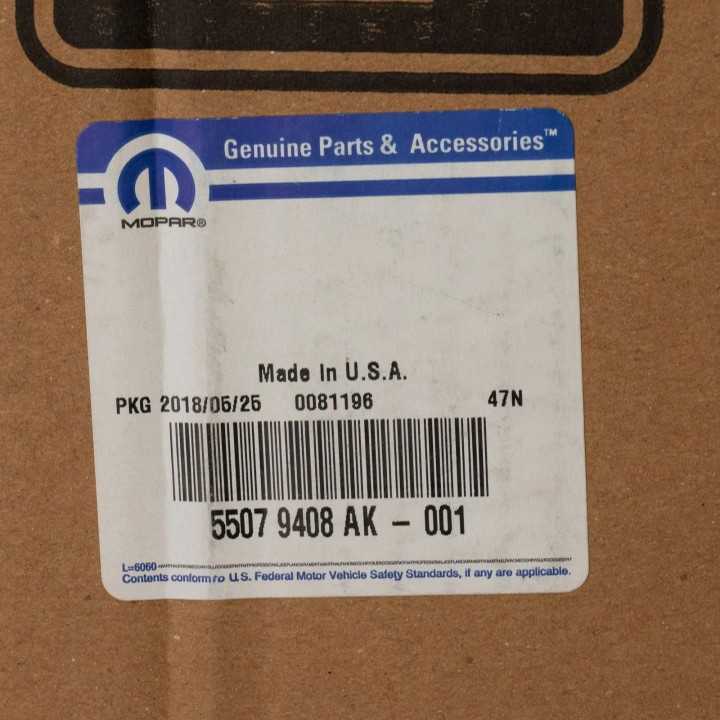 Genuine Parts & Accessories™
MOPAR®
Made In U.S.A.
PKG 2018/05/25 0081196 47N
5507 9408 AK – 001
L=6060
Contents conform to U.S. Federal Motor Vehicle Safety Standards, if any are applicable.